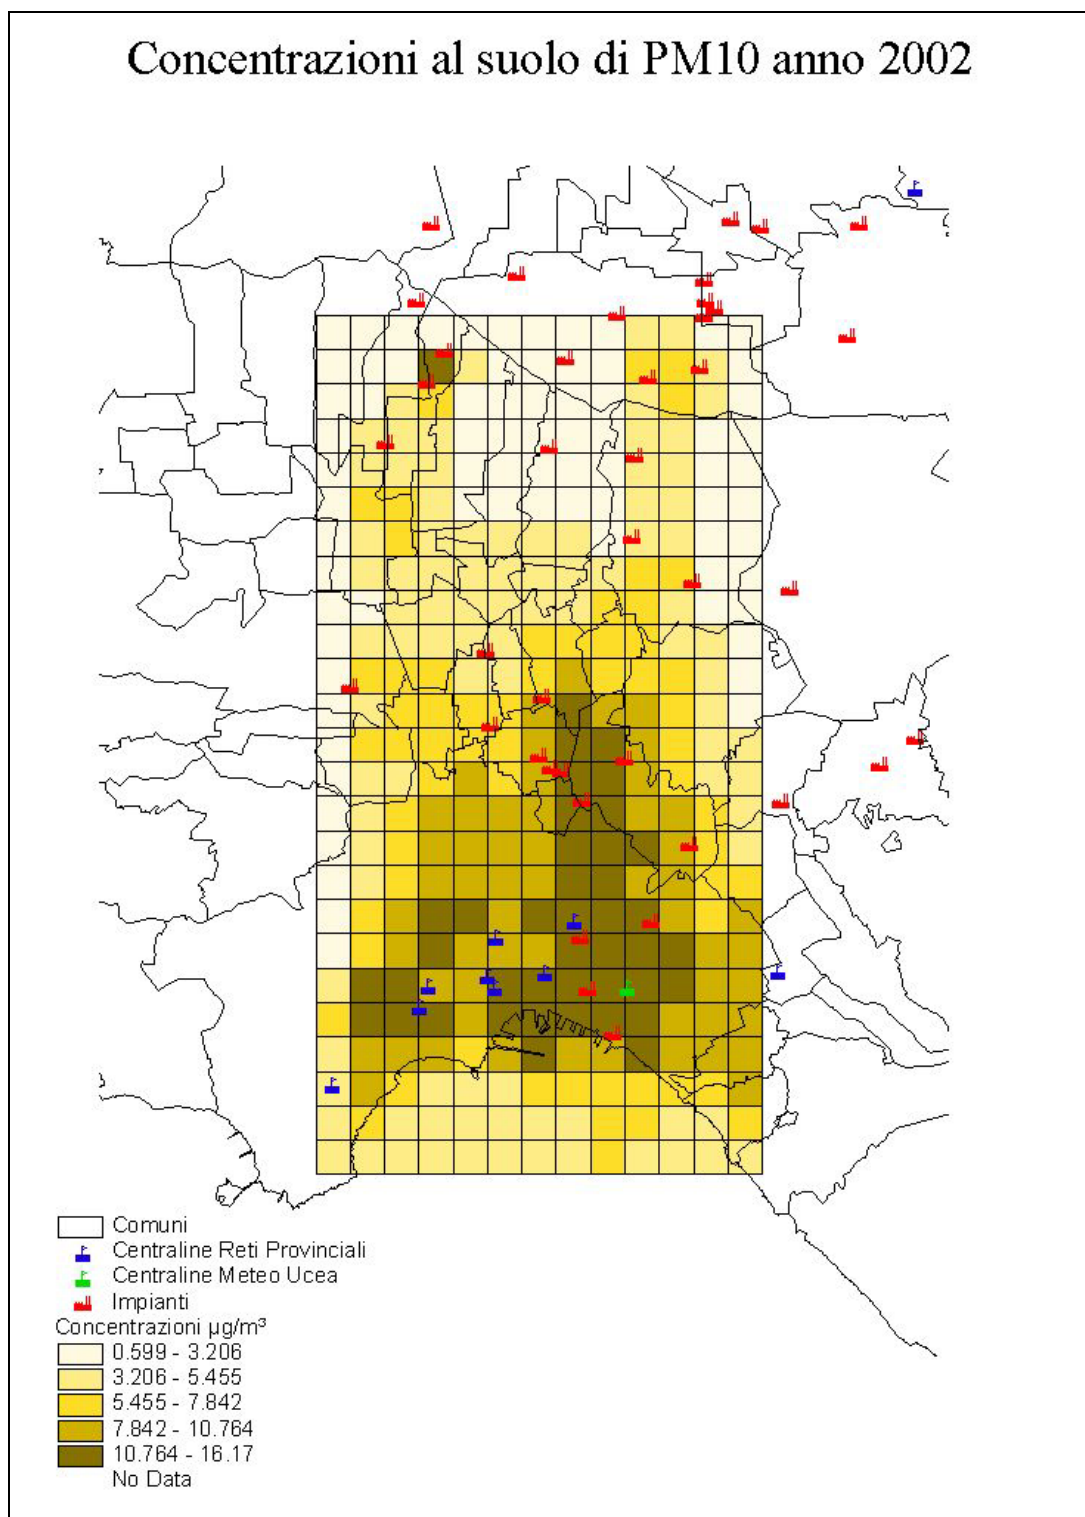 Concentrazioni al suolo di PM10 anno 2002
Comuni
Centraline Reti Provinciali
Centraline Meteo Ucea
Impianti
Concentrazioni µg/m³
0.599 - 3.206
3.206 - 5.455
5.455 - 7.842
7.842 - 10.764
10.764 - 16.17
No Data